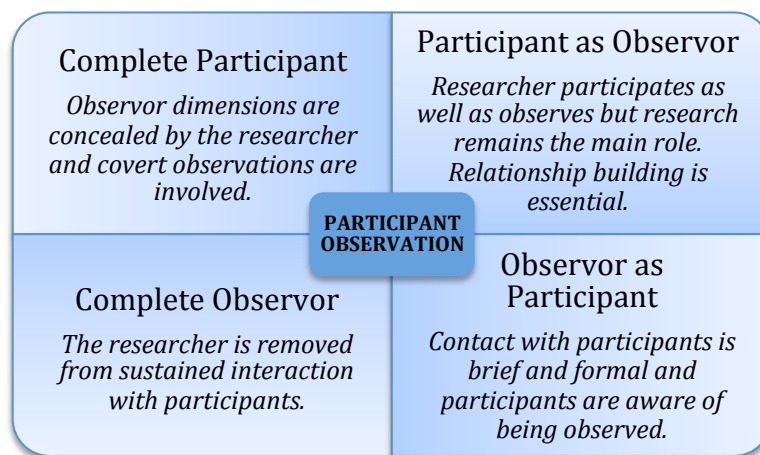 Complete Participant
Observor dimensions are
concealed by the researcher
and covert observations are
involved.
Participant as Observor
Researcher participates as
well as observes but research
remains the main role.
Relationship building is
essential.
PARTICIPANT
OBSERVATION
Complete Observor
The researcher is removed
from sustained interaction
with participants.
Observor as
Participant
Contact with participants is
brief and formal and
participants are aware of
being observed.